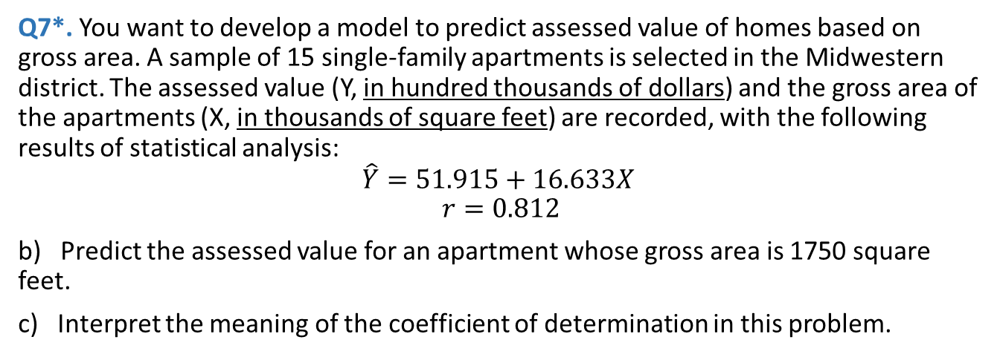 Q7*. You want to develop a model to predict assessed value of homes based on
gross area. A sample of 15 single-family apartments is selected in the Midwestern
district. The assessed value (Y, in hundred thousands of dollars) and the gross area of
the apartments (X, in thousands of square feet) are recorded, with the following
results of statistical analysis:
Ŷ = 51.915 + 16.633X
r = 0.812
b) Predict the assessed value for an apartment whose gross area is 1750 square
feet.
c) Interpret the meaning of the coefficient of determination in this problem.